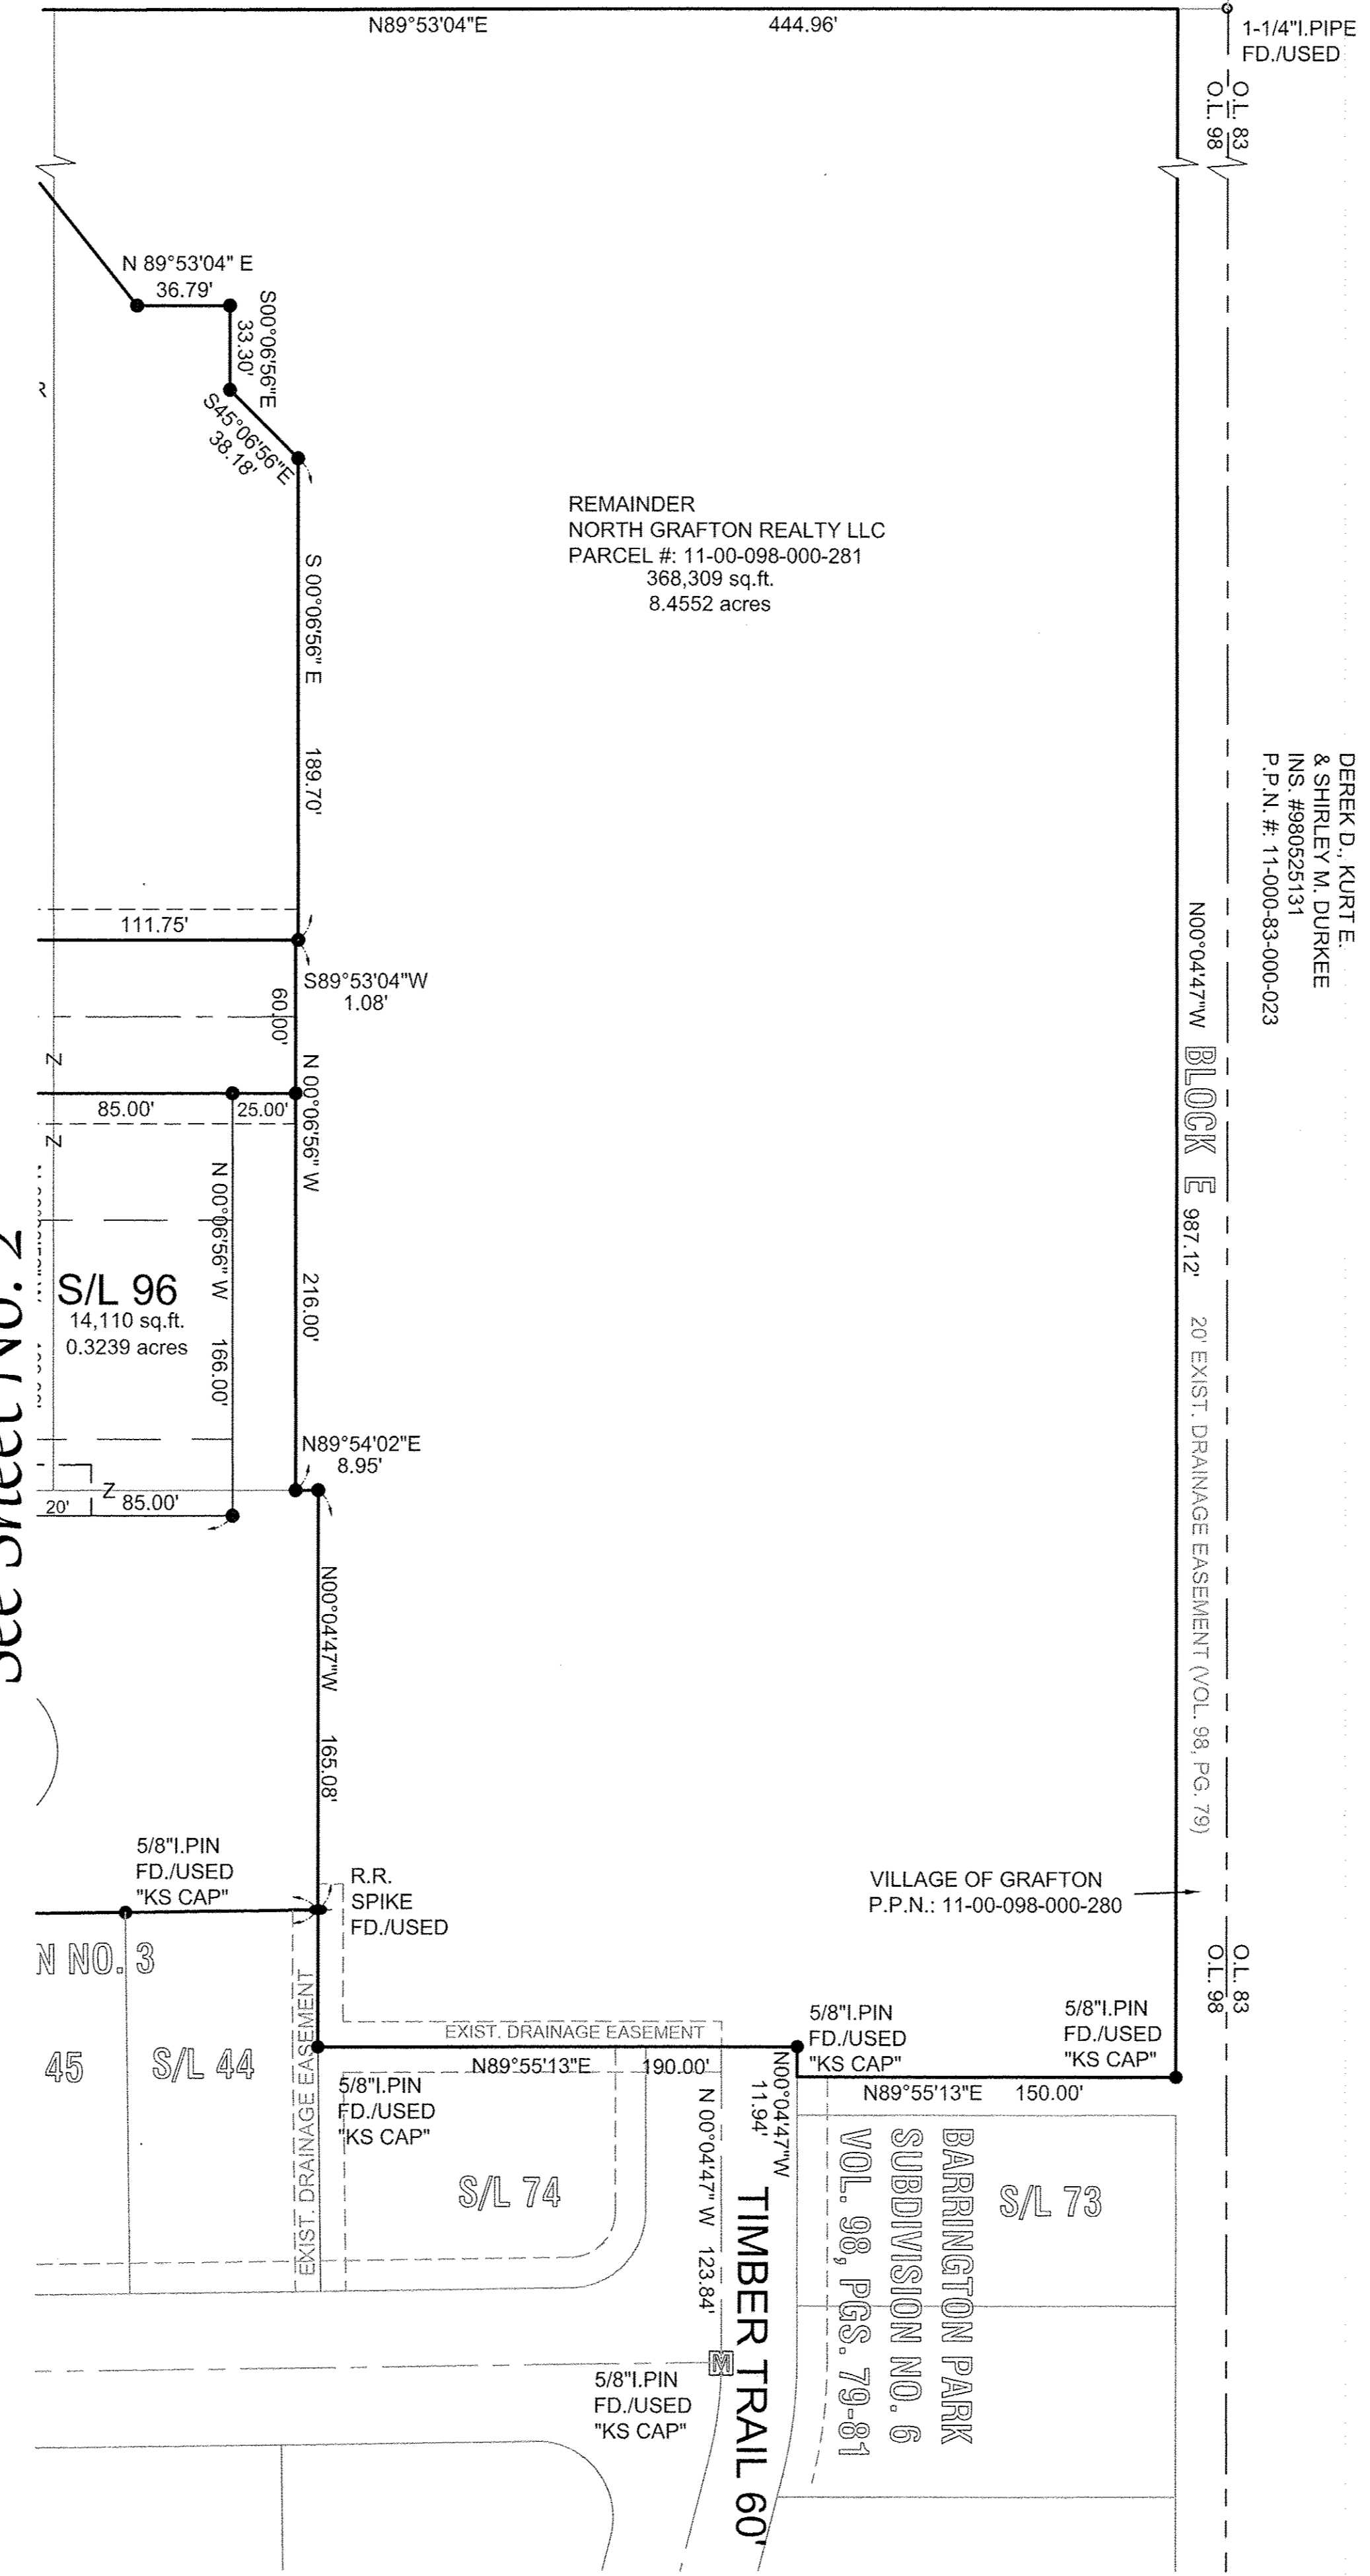 N89°53'04"E 444.96'
1-1/4"I.PIPE
FD./USED
O.L. 83
O.L. 98
N 89°53'04" E
36.79'
S00°06'56"E
33.30'
S45°06'56"E
38.18'
REMAINDER
NORTH GRAFTON REALTY LLC
PARCEL #: 11-00-098-000-281
368,309 sq.ft.
8.4552 acres
S 00°06'56" E 189.70'
DEREK D., KURT E.
& SHIRLEY M. DURKEE
INS. #980525131
P.P.N. #: 11-000-83-000-023
N00°04'47"W BLOCK E 987.12' 20' EXIST. DRAINAGE EASEMENT (VOL. 98, PG. 79)
111.75'
S89°53'04"W
1.08'
60.00'
Z
N 00°06'56" W 216.00'
85.00' 25.00'
Z
N 00°06'56" W 166.00'
See Sheet No. 2
S/L 96
14,110 sq.ft.
0.3239 acres
N89°54'02"E
8.95'
20' Z 85.00'
N00°04'47"W 165.08'
5/8"I.PIN
FD./USED
"KS CAP"
R.R.
SPIKE
FD./USED
VILLAGE OF GRAFTON
P.P.N.: 11-00-098-000-280
O.L. 83
O.L. 98
N NO. 3
45
S/L 44
EXIST. DRAINAGE EASEMENT
EXIST. DRAINAGE EASEMENT
N89°55'13"E 190.00'
5/8"I.PIN
FD./USED
"KS CAP"
5/8"I.PIN
FD./USED
"KS CAP"
5/8"I.PIN
FD./USED
"KS CAP"
N00°04'47"W
11.94'
N89°55'13"E 150.00'
S/L 74
N 00°04'47" W 123.84'
TIMBER TRAIL 60'
BARRINGTON PARK
SUBDIVISION NO. 6
VOL. 98, PGS. 79-81
S/L 73
M
5/8"I.PIN
FD./USED
"KS CAP"